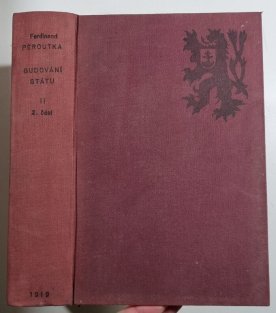 Ferdinand
PEROUTKA
BUDOVÁNÍ
STÁTU
II
2. část
1919